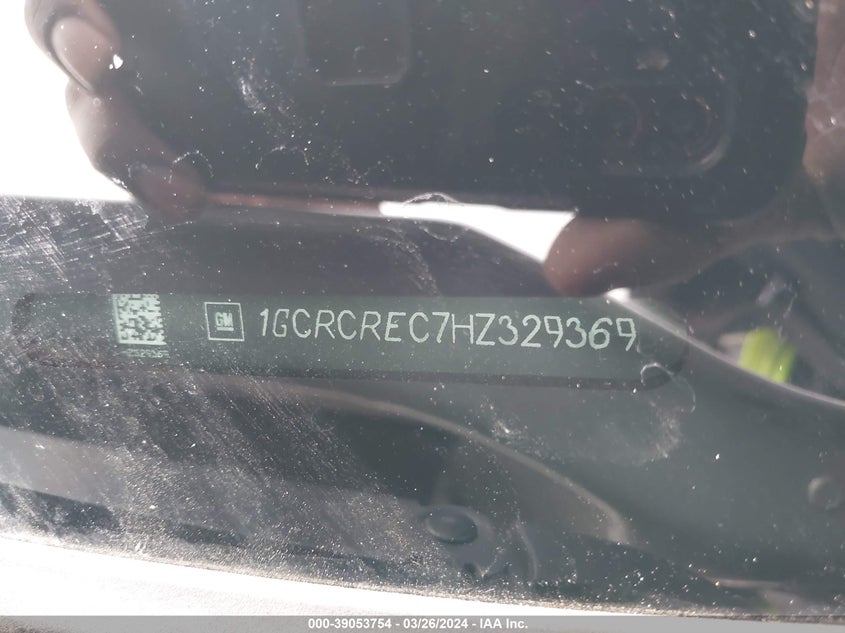 GM 1GCRCREC7HZ329369
000-39053754 - 03/26/2024 - IAA Inc.